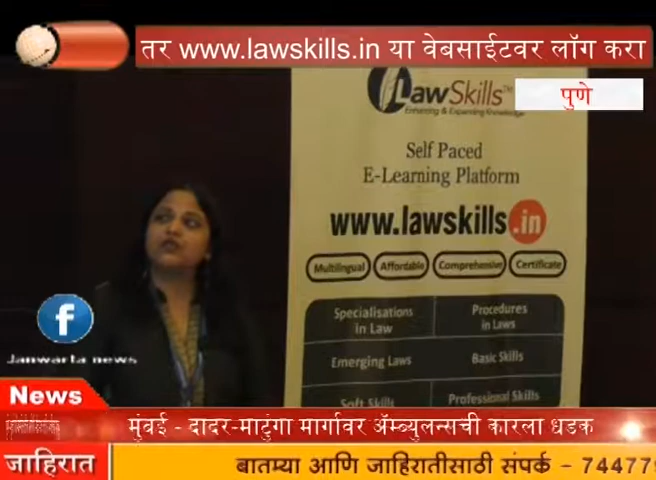 तर www.lawskills.in या वेबसाईटवर लॉग करा
पुणे
LawSkills™
Enhancing & Expanding Knowledge
Self Paced
E-Learning Platform
www.lawskills.in
Multilingual Affordable Comprehensive Certificate
Specialisations in Law
Procedures in Laws
Emerging Laws
Basic Skills
Soft Skills
Professional Skills
f
Janwarta news
News
मुंबई - दादर-माटुंगा मार्गावर ॲम्ब्युलन्सची कारला धडक
जाहिरात
बातम्या आणि जाहिरातीसाठी संपर्क - 74477